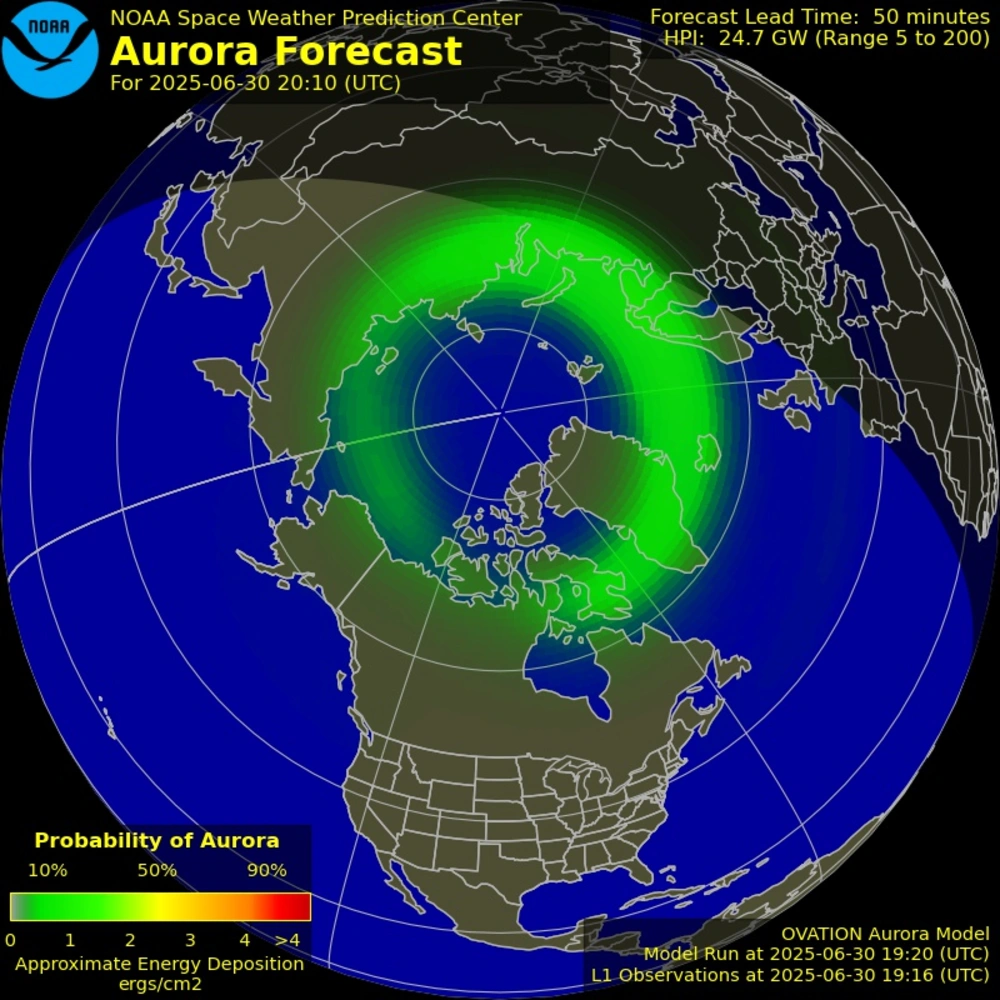 NOAA
NOAA Space Weather Prediction Center
Aurora Forecast
For 2025-06-30 20:10 (UTC)
Forecast Lead Time: 50 minutes
HPI: 24.7 GW (Range 5 to 200)
Probability of Aurora
10% 50% 90%
0 1 2 3 4 >4
Approximate Energy Deposition
ergs/cm2
OVATION Aurora Model
Model Run at 2025-06-30 19:20 (UTC)
L1 Observations at 2025-06-30 19:16 (UTC)